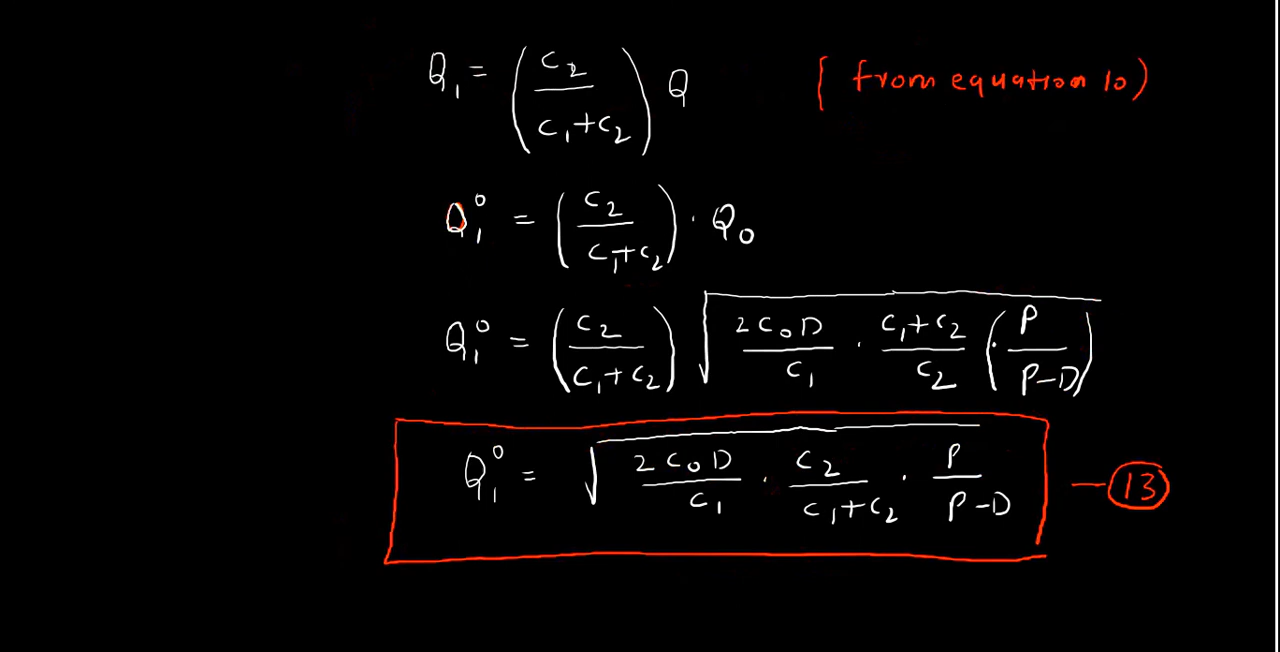 Q₁ = (C₂ / (C₁+C₂)) Q (from equation 10)
Q₁⁰ = (C₂ / (C₁+C₂)) · Q₀
Q₁⁰ = (C₂ / (C₁+C₂)) √(2C₀D / C₁ · (C₁+C₂) / C₂ · (P / (P-D)))
Q₁⁰ = √(2C₀D / C₁ · C₂ / (C₁+C₂) · P / (P-D)) — 13